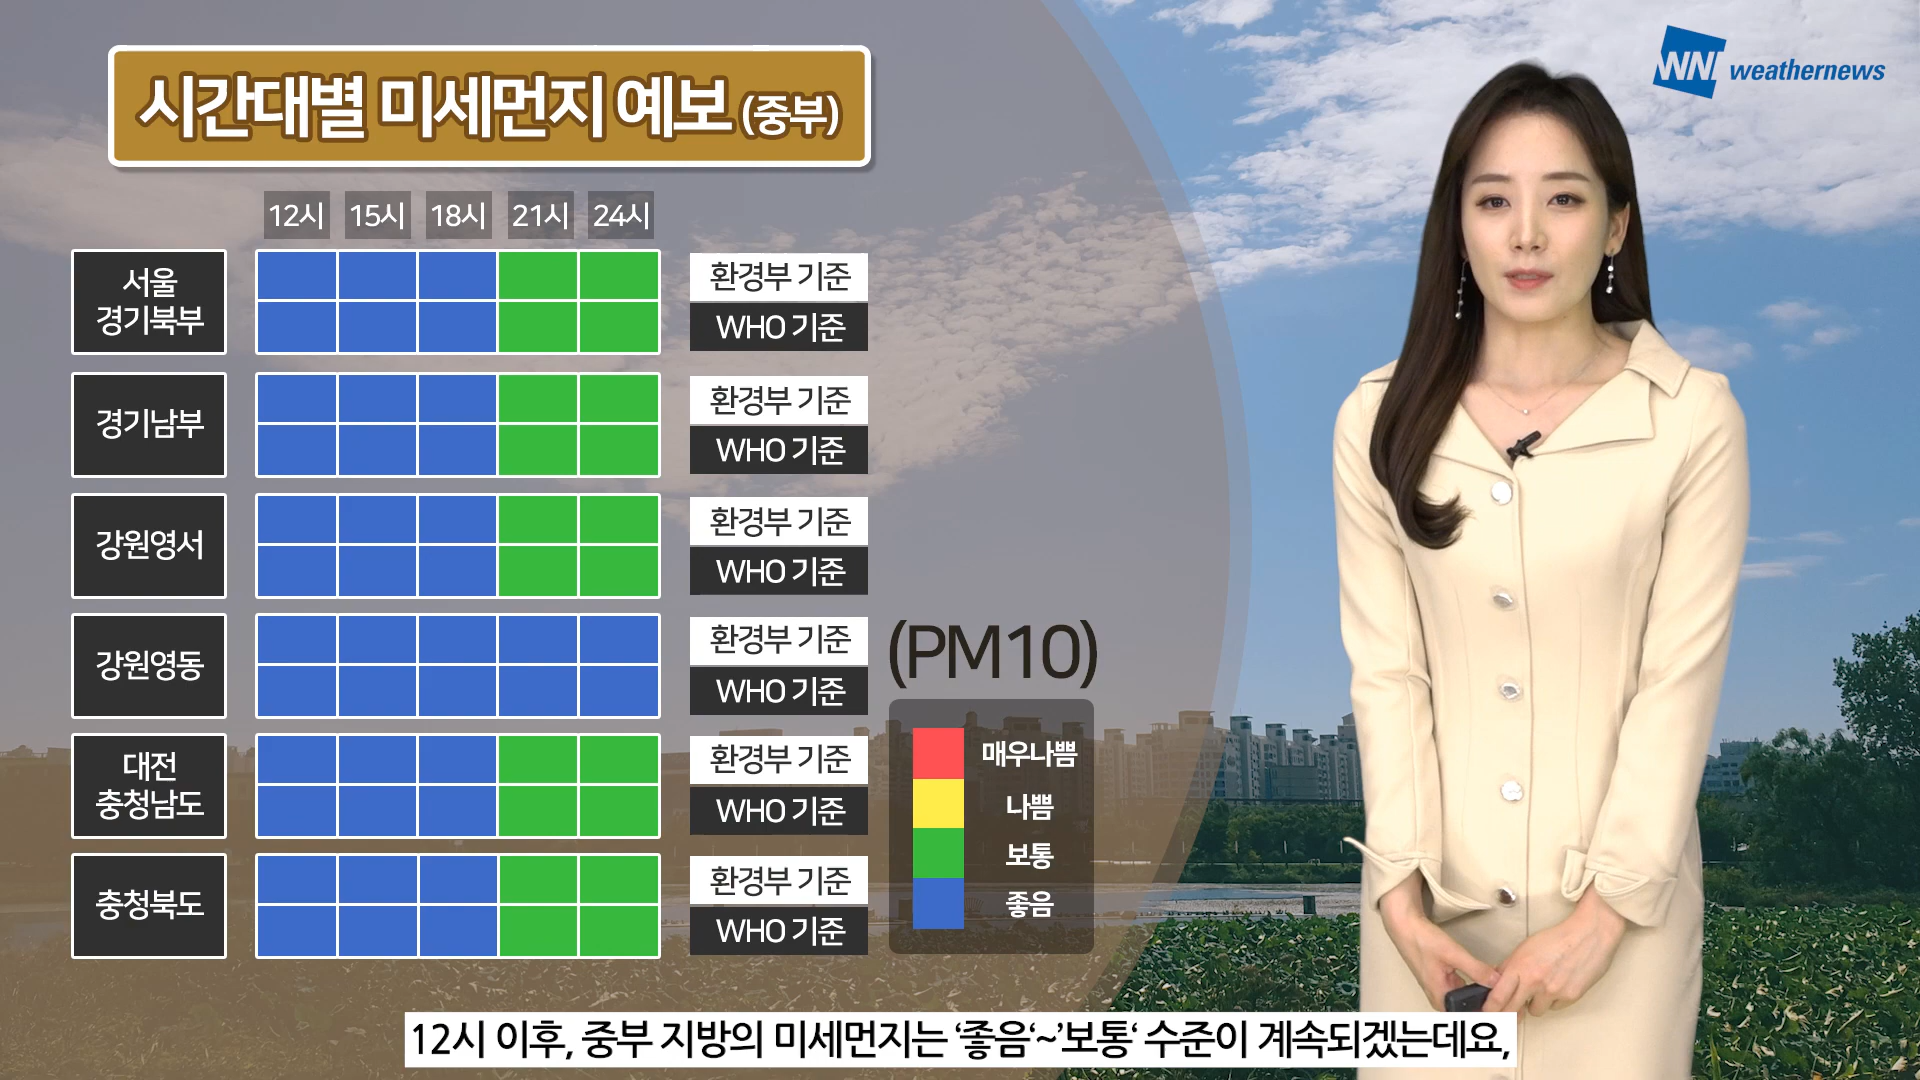 시간대별 미세먼지 예보 (중부)
WN weathernews
12시 15시 18시 21시 24시
서울
경기북부
환경부 기준
WHO 기준
경기남부
환경부 기준
WHO 기준
강원영서
환경부 기준
WHO 기준
강원영동
환경부 기준
WHO 기준
대전
충청남도
환경부 기준
WHO 기준
충청북도
환경부 기준
WHO 기준
(PM10)
매우나쁨
나쁨
보통
좋음
12시 이후, 중부 지방의 미세먼지는 ‘좋음‘~’보통‘ 수준이 계속되겠는데요,